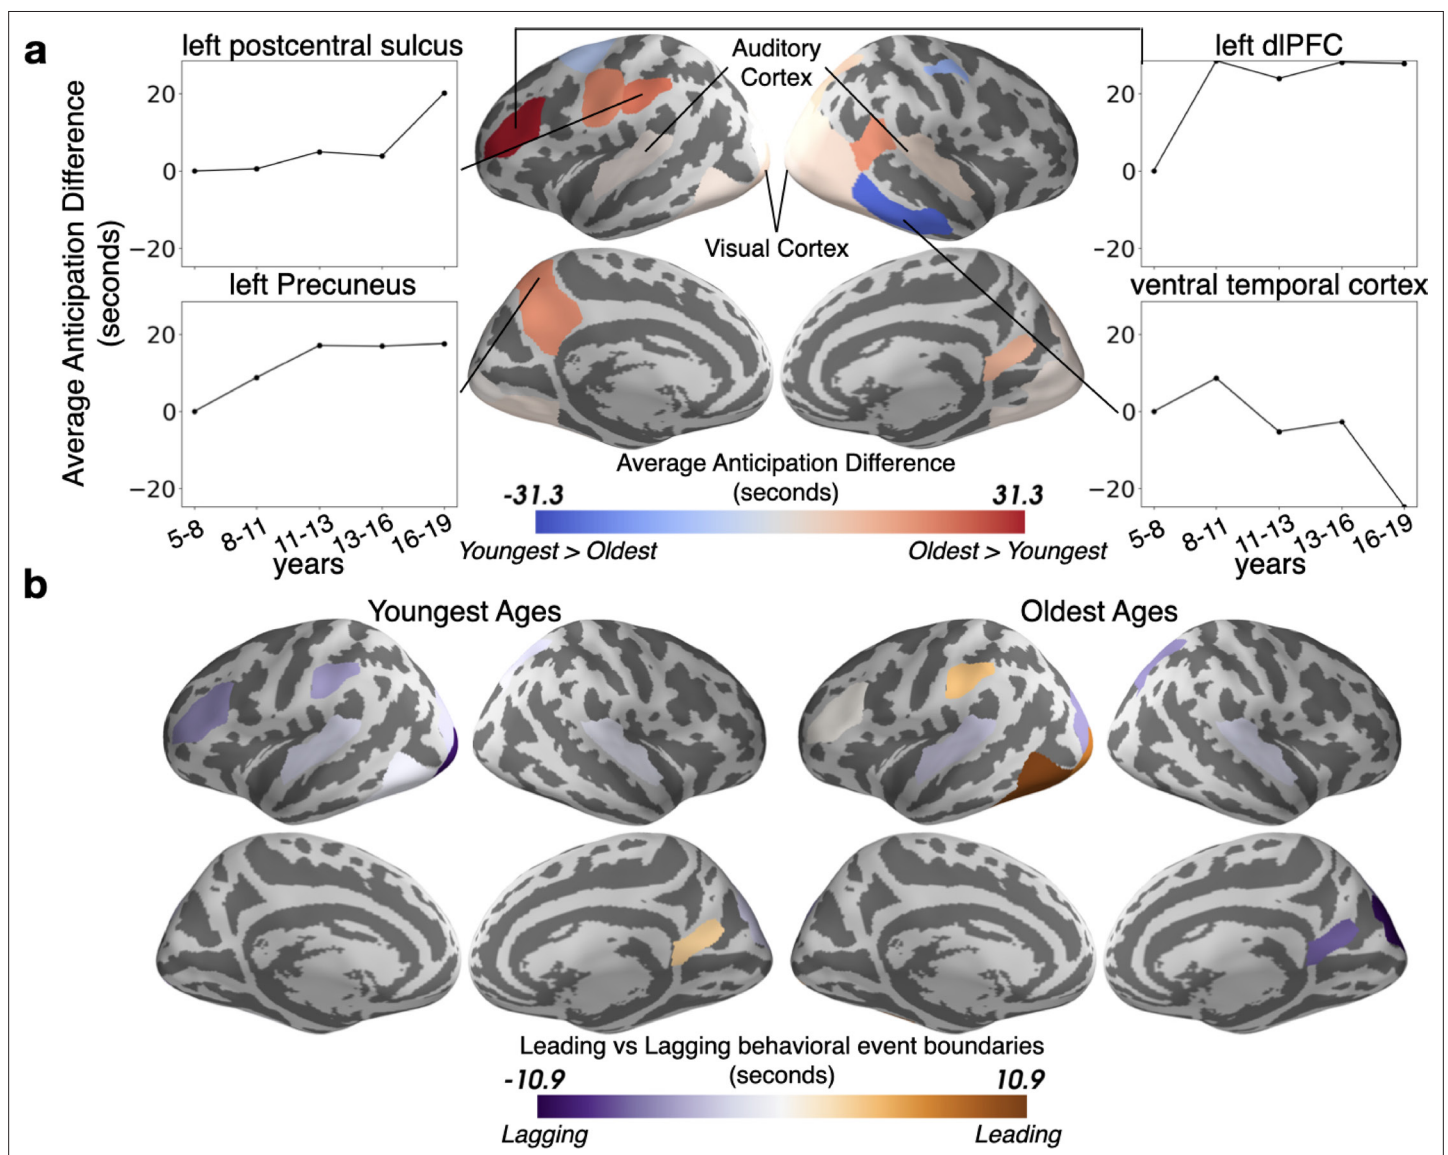 a
left postcentral sulcus
20
0
−20
left Precuneus
20
0
−20
5-8
8-11
11-13
13-16
16-19
years
Average Anticipation Difference
(seconds)
Auditory
Cortex
Visual Cortex
left dlPFC
20
0
−20
ventral temporal cortex
20
0
−20
5-8
8-11
11-13
13-16
16-19
years
Average Anticipation Difference
(seconds)
-31.3
31.3
Youngest > Oldest
Oldest > Youngest
b
Youngest Ages
Oldest Ages
Leading vs Lagging behavioral event boundaries
(seconds)
-10.9
10.9
Lagging
Leading